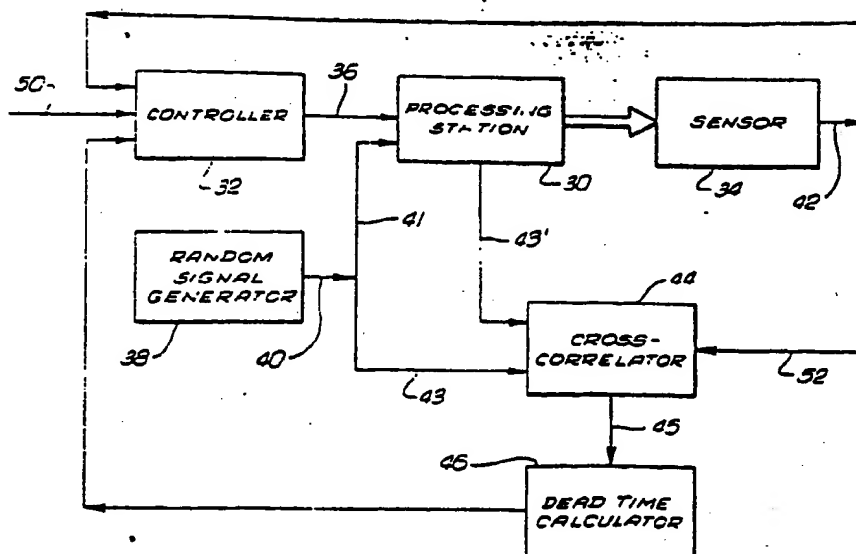 50
CONTROLLER
32
36
PROCESSING
STATION
30
SENSOR
34
42
RANDOM
SIGNAL
GENERATOR
38
40
41
43'
43
44
CROSS-
CORRELATOR
52
45
46
DEAD TIME
CALCULATOR